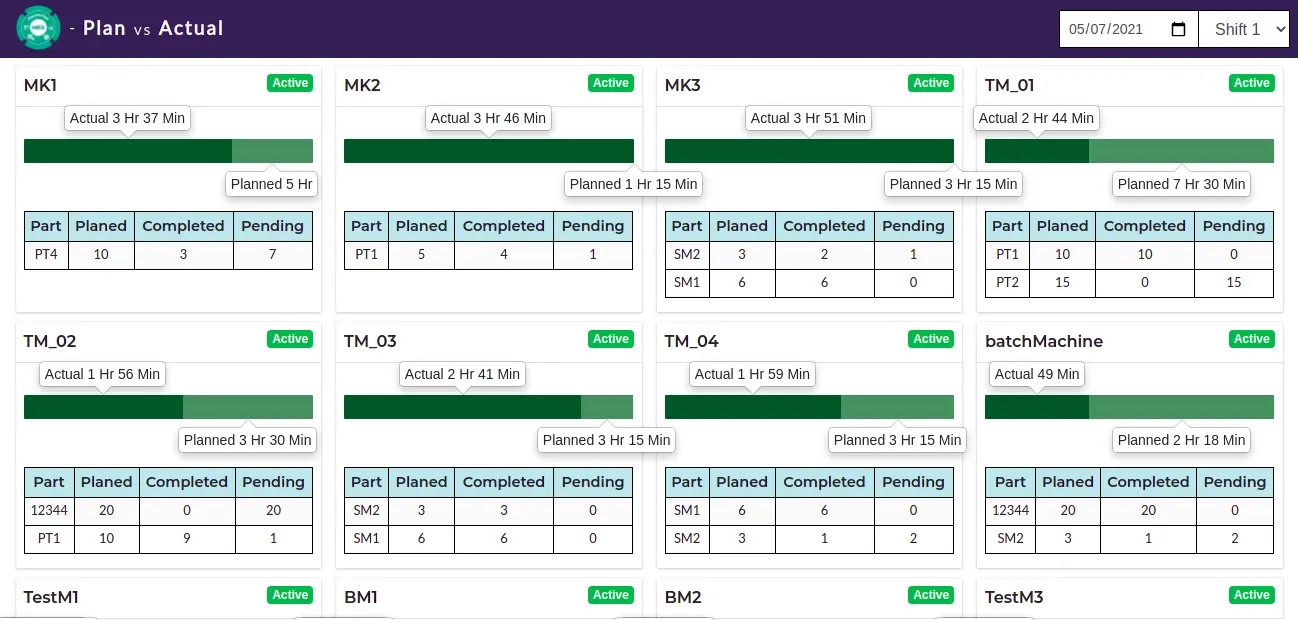 - Plan vs Actual
05/07/2021 Shift 1
MK1 Active
Actual 3 Hr 37 Min
Planned 5 Hr
Part Planed Completed Pending
PT4 10 3 7
MK2 Active
Actual 3 Hr 46 Min
Planned 1 Hr 15 Min
Part Planed Completed Pending
PT1 5 4 1
MK3 Active
Actual 3 Hr 51 Min
Planned 3 Hr 15 Min
Part Planed Completed Pending
SM2 3 2 1
SM1 6 6 0
TM_01 Active
Actual 2 Hr 44 Min
Planned 7 Hr 30 Min
Part Planed Completed Pending
PT1 10 10 0
PT2 15 0 15
TM_02 Active
Actual 1 Hr 56 Min
Planned 3 Hr 30 Min
Part Planed Completed Pending
12344 20 0 20
PT1 10 9 1
TM_03 Active
Actual 2 Hr 41 Min
Planned 3 Hr 15 Min
Part Planed Completed Pending
SM2 3 3 0
SM1 6 6 0
TM_04 Active
Actual 1 Hr 59 Min
Planned 3 Hr 15 Min
Part Planed Completed Pending
SM1 6 6 0
SM2 3 1 2
batchMachine Active
Actual 49 Min
Planned 2 Hr 18 Min
Part Planed Completed Pending
12344 20 20 0
SM2 3 1 2
TestM1 Active
BM1 Active
BM2 Active
TestM3 Active